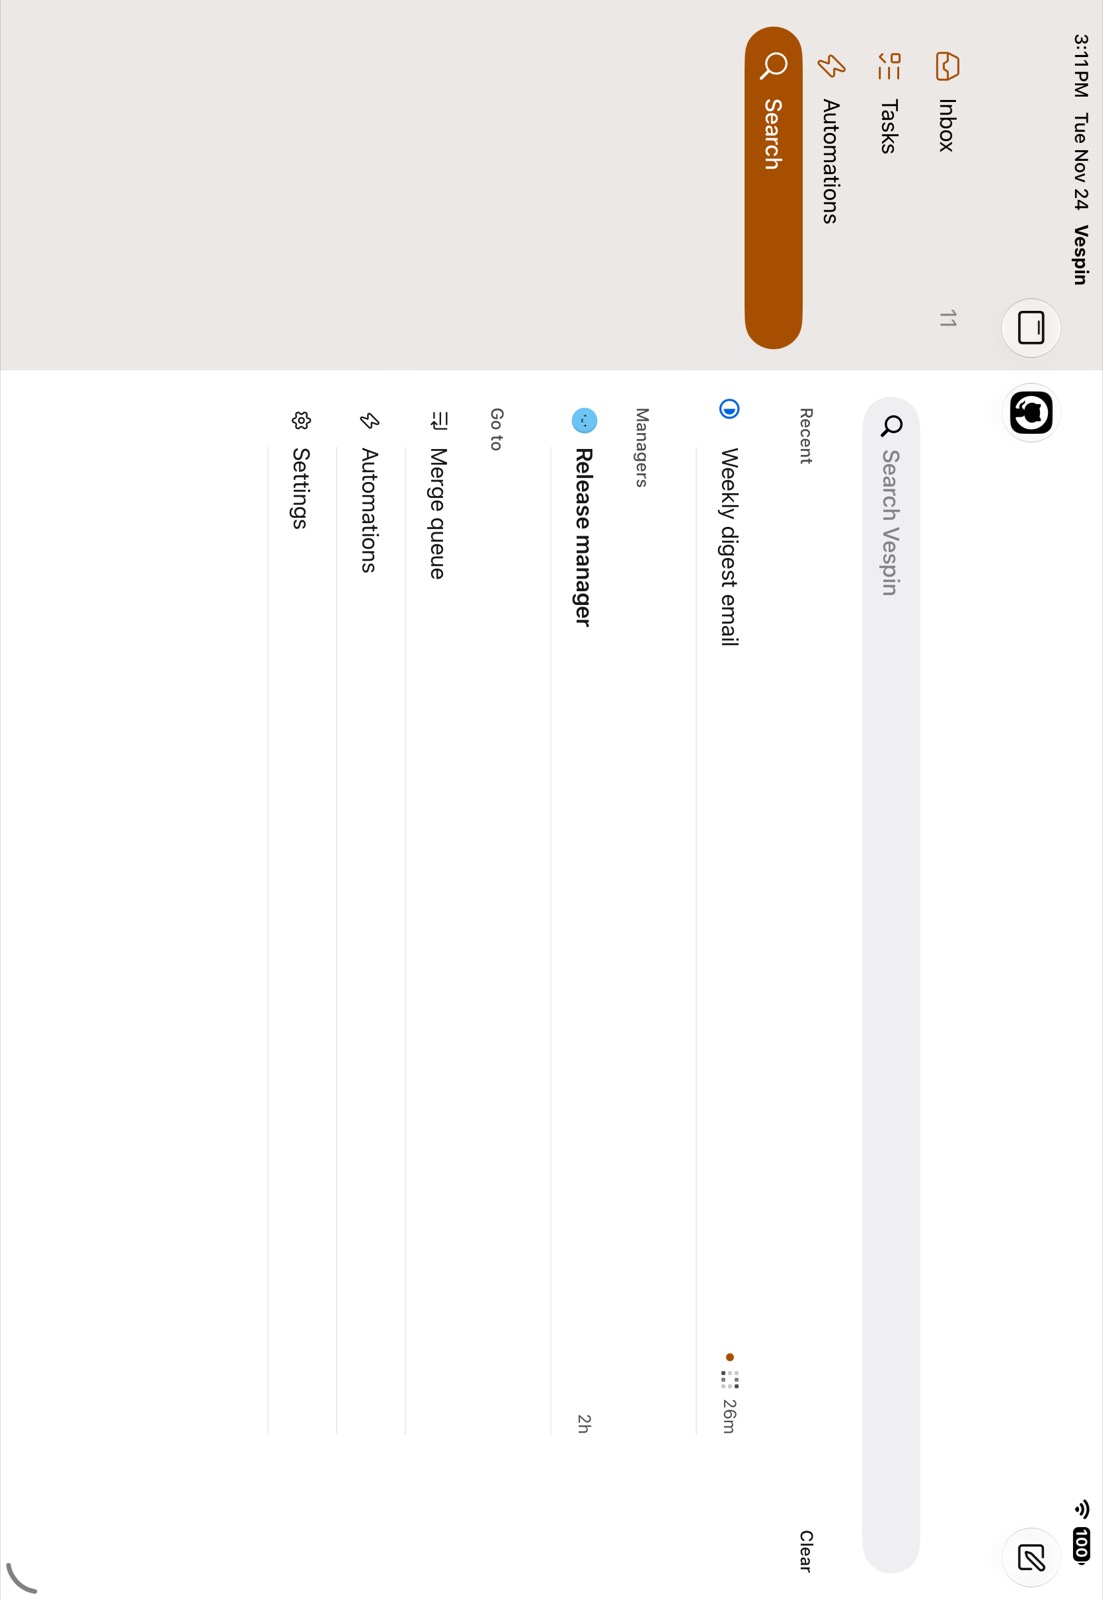 3:11 PM Tue Nov 24 Vespin
100
Inbox 11
Tasks
Automations
Search
Search Vespin
Recent Clear
Weekly digest email 26m
Managers
Release manager 2h
Go to
Merge queue
Automations
Settings